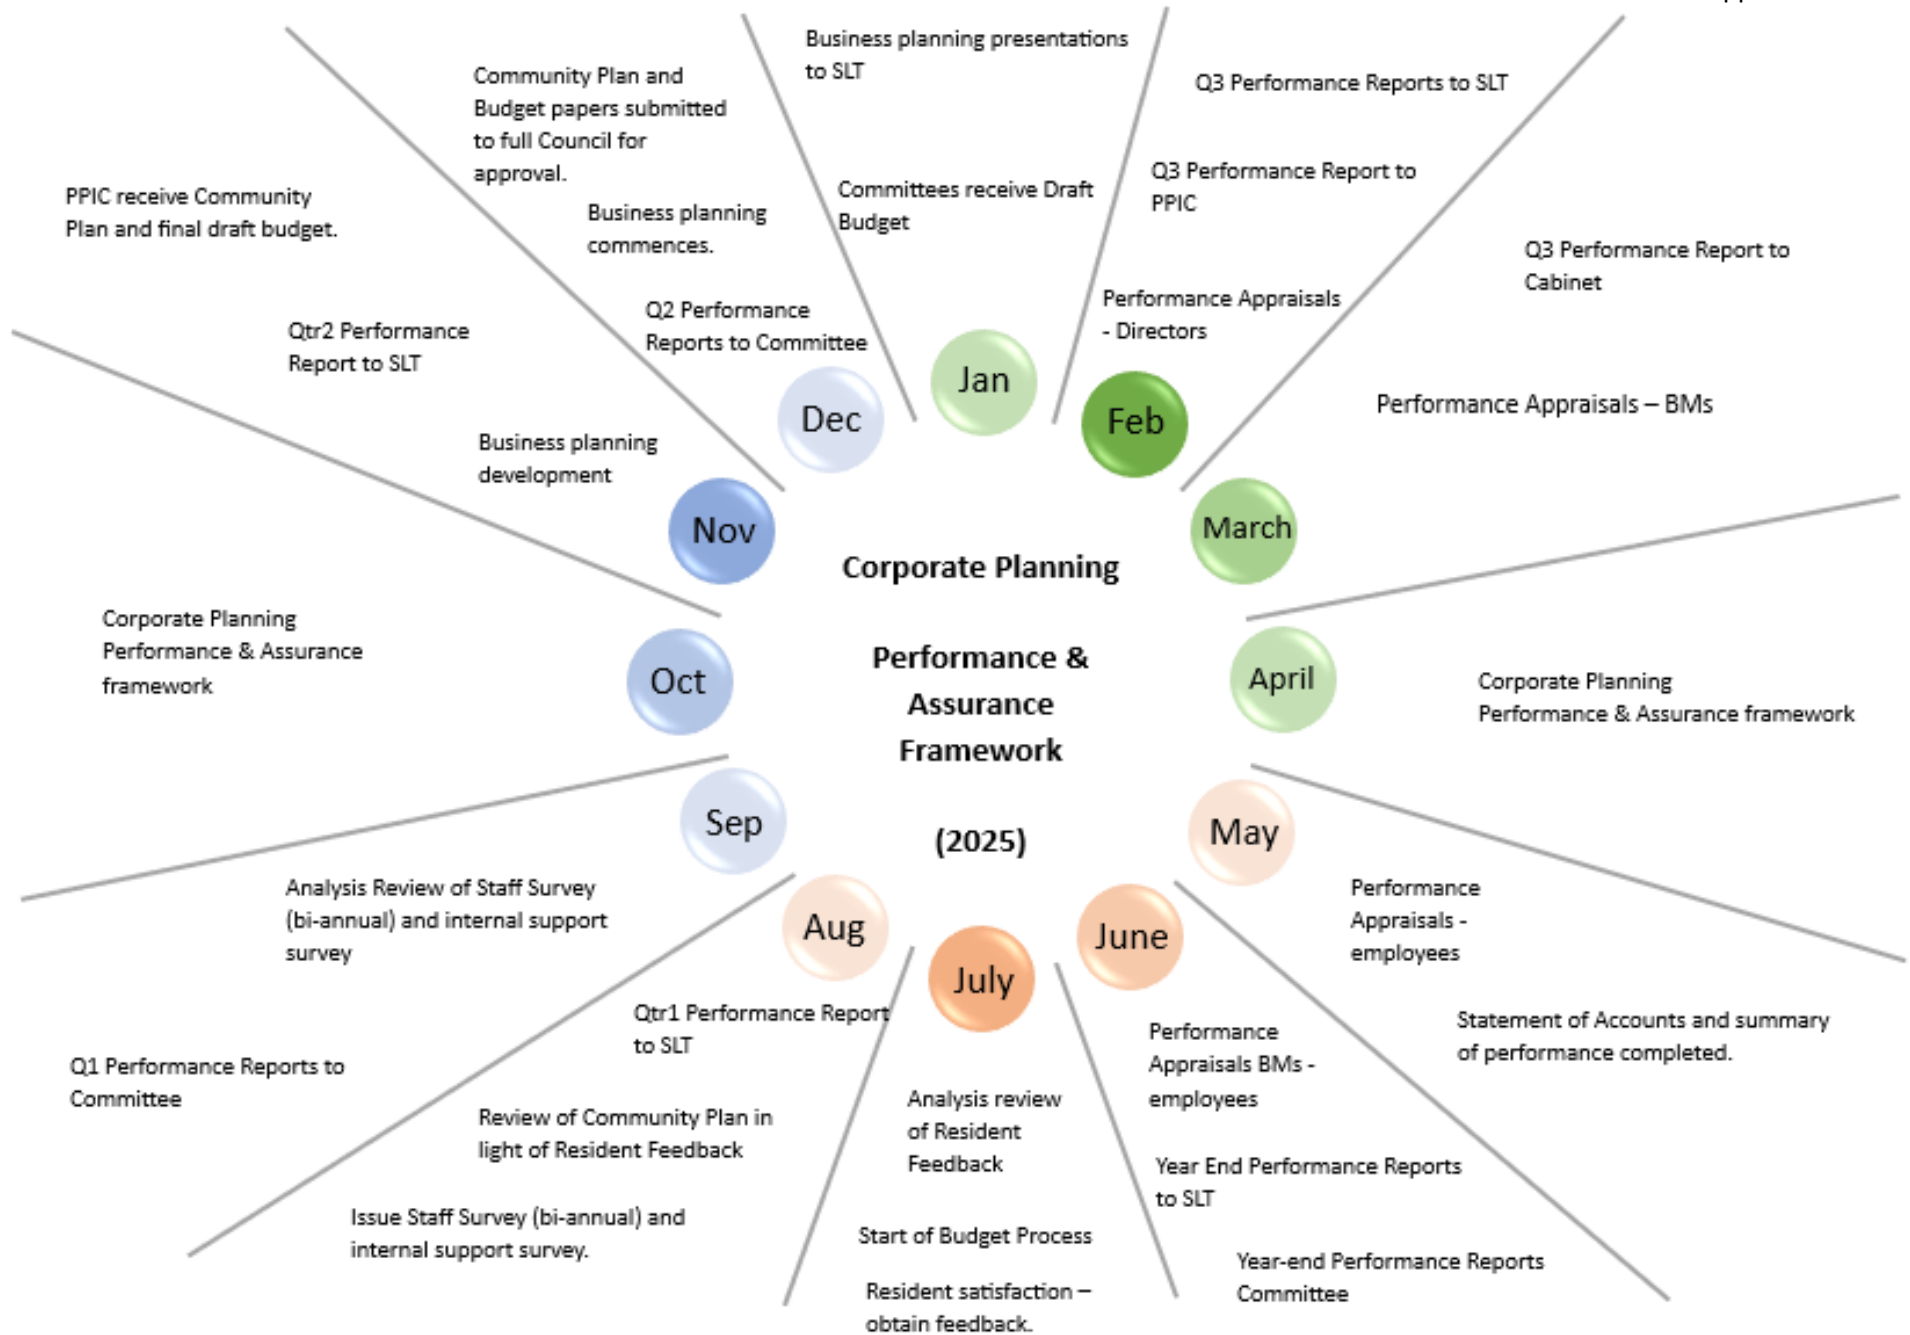 Business planning presentations
to SLT
Committees receive Draft
Budget
Jan
Q3 Performance Reports to SLT
Q3 Performance Report to
PPIC
Performance Appraisals
- Directors
Feb
Q3 Performance Report to
Cabinet
Performance Appraisals – BMs
March
Corporate Planning
Performance & Assurance framework
April
Performance
Appraisals -
employees
Statement of Accounts and summary
of performance completed.
May
Performance
Appraisals BMs -
employees
Year End Performance Reports
to SLT
Year-end Performance Reports
Committee
June
Analysis review
of Resident
Feedback
Start of Budget Process
Resident satisfaction –
obtain feedback.
July
Qtr1 Performance Report
to SLT
Review of Community Plan in
light of Resident Feedback
Issue Staff Survey (bi-annual) and
internal support survey.
Aug
Analysis Review of Staff Survey
(bi-annual) and internal support
survey
Q1 Performance Reports to
Committee
Sep
Corporate Planning
Performance & Assurance
framework
Oct
PPIC receive Community
Plan and final draft budget.
Qtr2 Performance
Report to SLT
Business planning
development
Nov
Community Plan and
Budget papers submitted
to full Council for
approval.
Business planning
commences.
Q2 Performance
Reports to Committee
Dec
Corporate Planning
Performance &
Assurance
Framework
(2025)